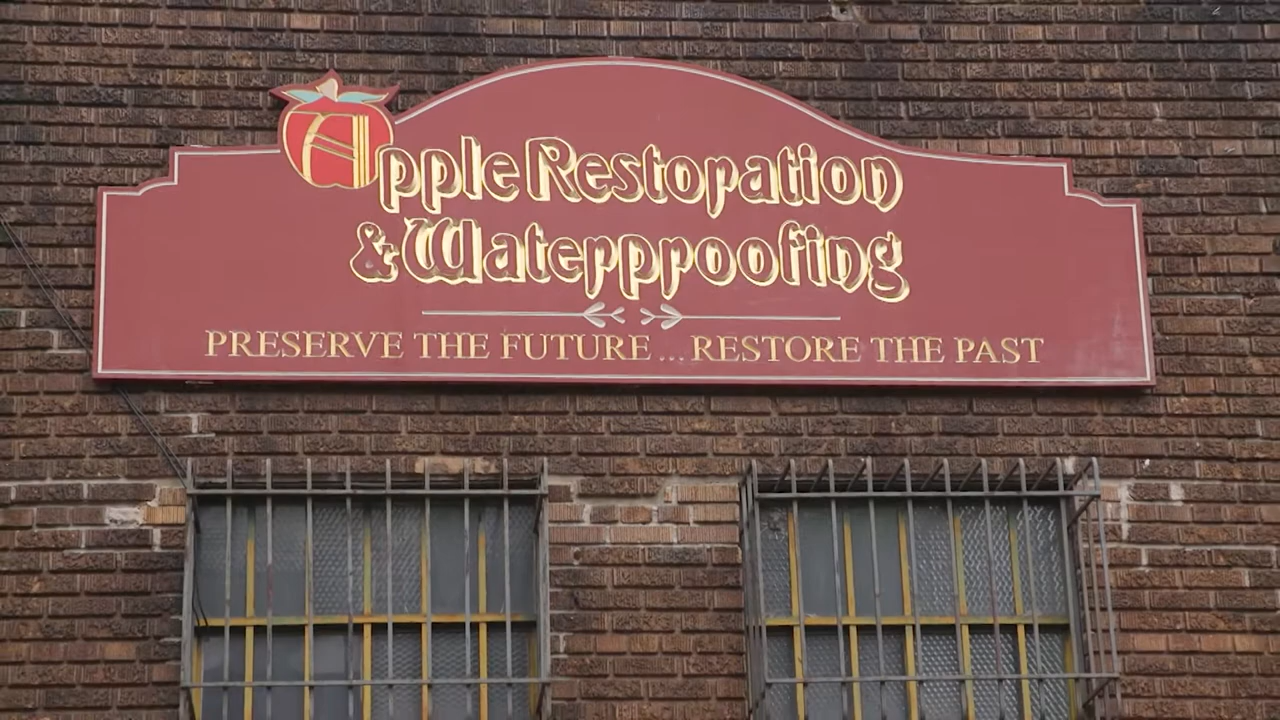 Apple Restoration
& Waterproofing
PRESERVE THE FUTURE...RESTORE THE PAST